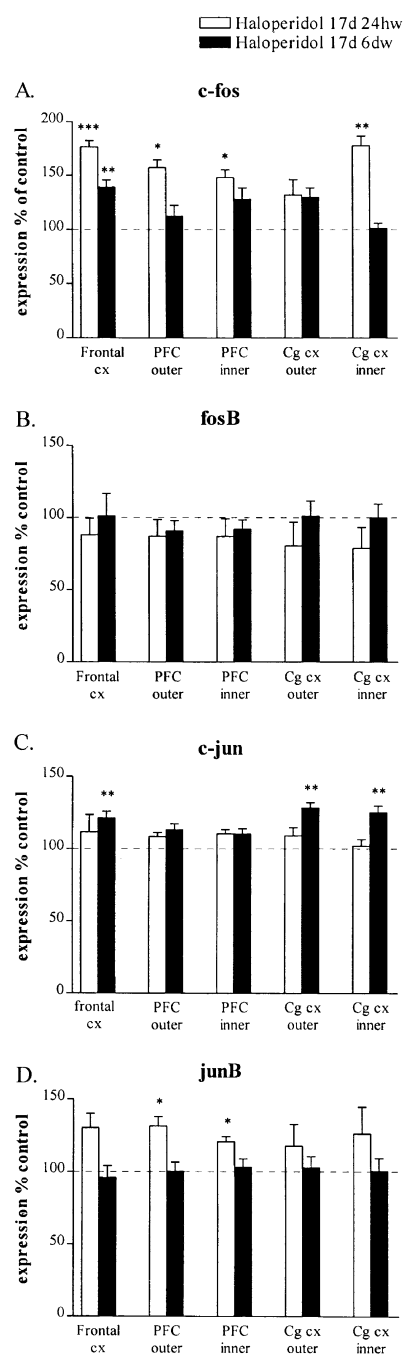 Haloperidol 17d 24hw
Haloperidol 17d 6dw
A.
c-fos
expression % of control
200
150
100
50
0
***
**
*
*
**
Frontal cx
PFC outer
PFC inner
Cg cx outer
Cg cx inner
B.
fosB
expression % control
150
100
50
0
Frontal cx
PFC outer
PFC inner
Cg cx outer
Cg cx inner
C.
c-jun
expression % control
150
100
50
0
**
**
**
frontal cx
PFC outer
PFC inner
Cg cx outer
Cg cx inner
D.
junB
expression % control
150
100
50
0
*
*
Frontal cx
PFC outer
PFC inner
Cg cx outer
Cg cx inner